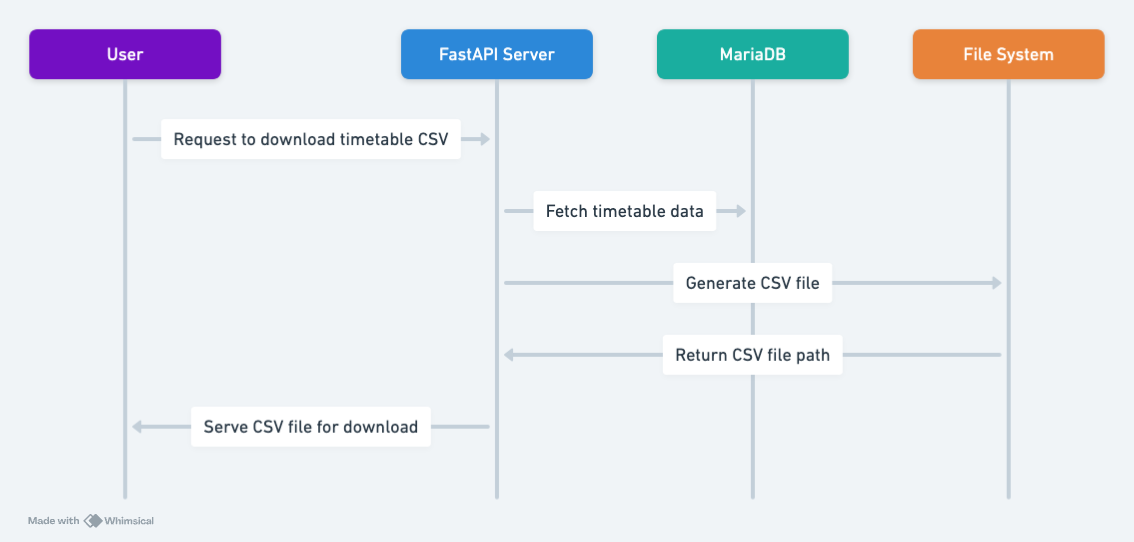 User
FastAPI Server
MariaDB
File System
Request to download timetable CSV
Fetch timetable data
Generate CSV file
Return CSV file path
Serve CSV file for download
Made with Whimsical